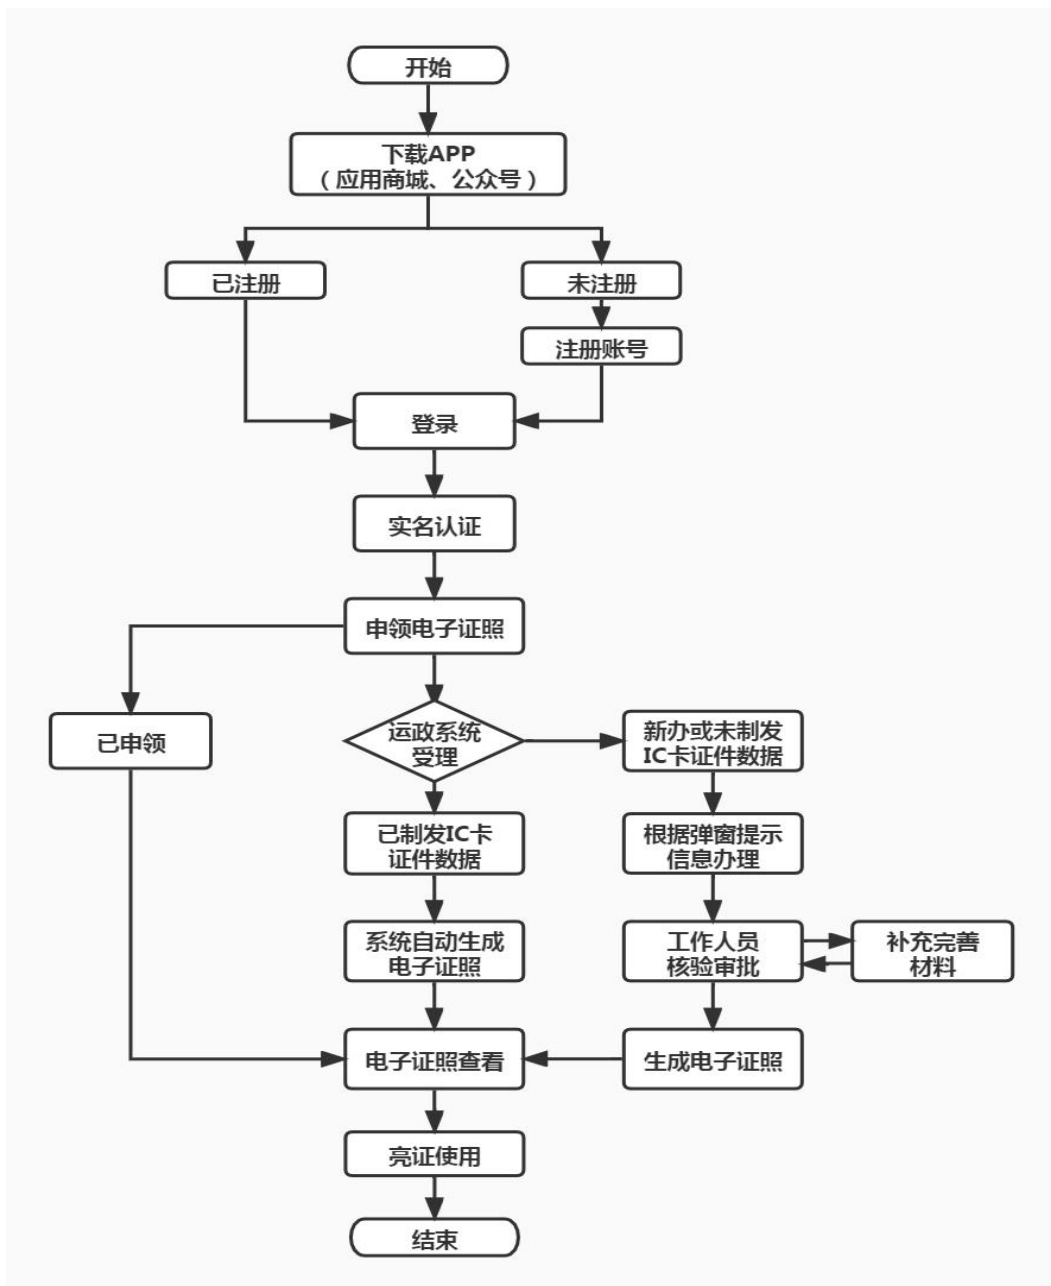 开始
下载APP
（应用商城、公众号）
已注册
未注册
注册账号
登录
实名认证
申领电子证照
已申领
运政系统
受理
新办或未制发
IC卡证件数据
已制发IC卡
证件数据
根据弹窗提示
信息办理
系统自动生成
电子证照
工作人员
核验审批
补充完善
材料
电子证照查看
生成电子证照
亮证使用
结束